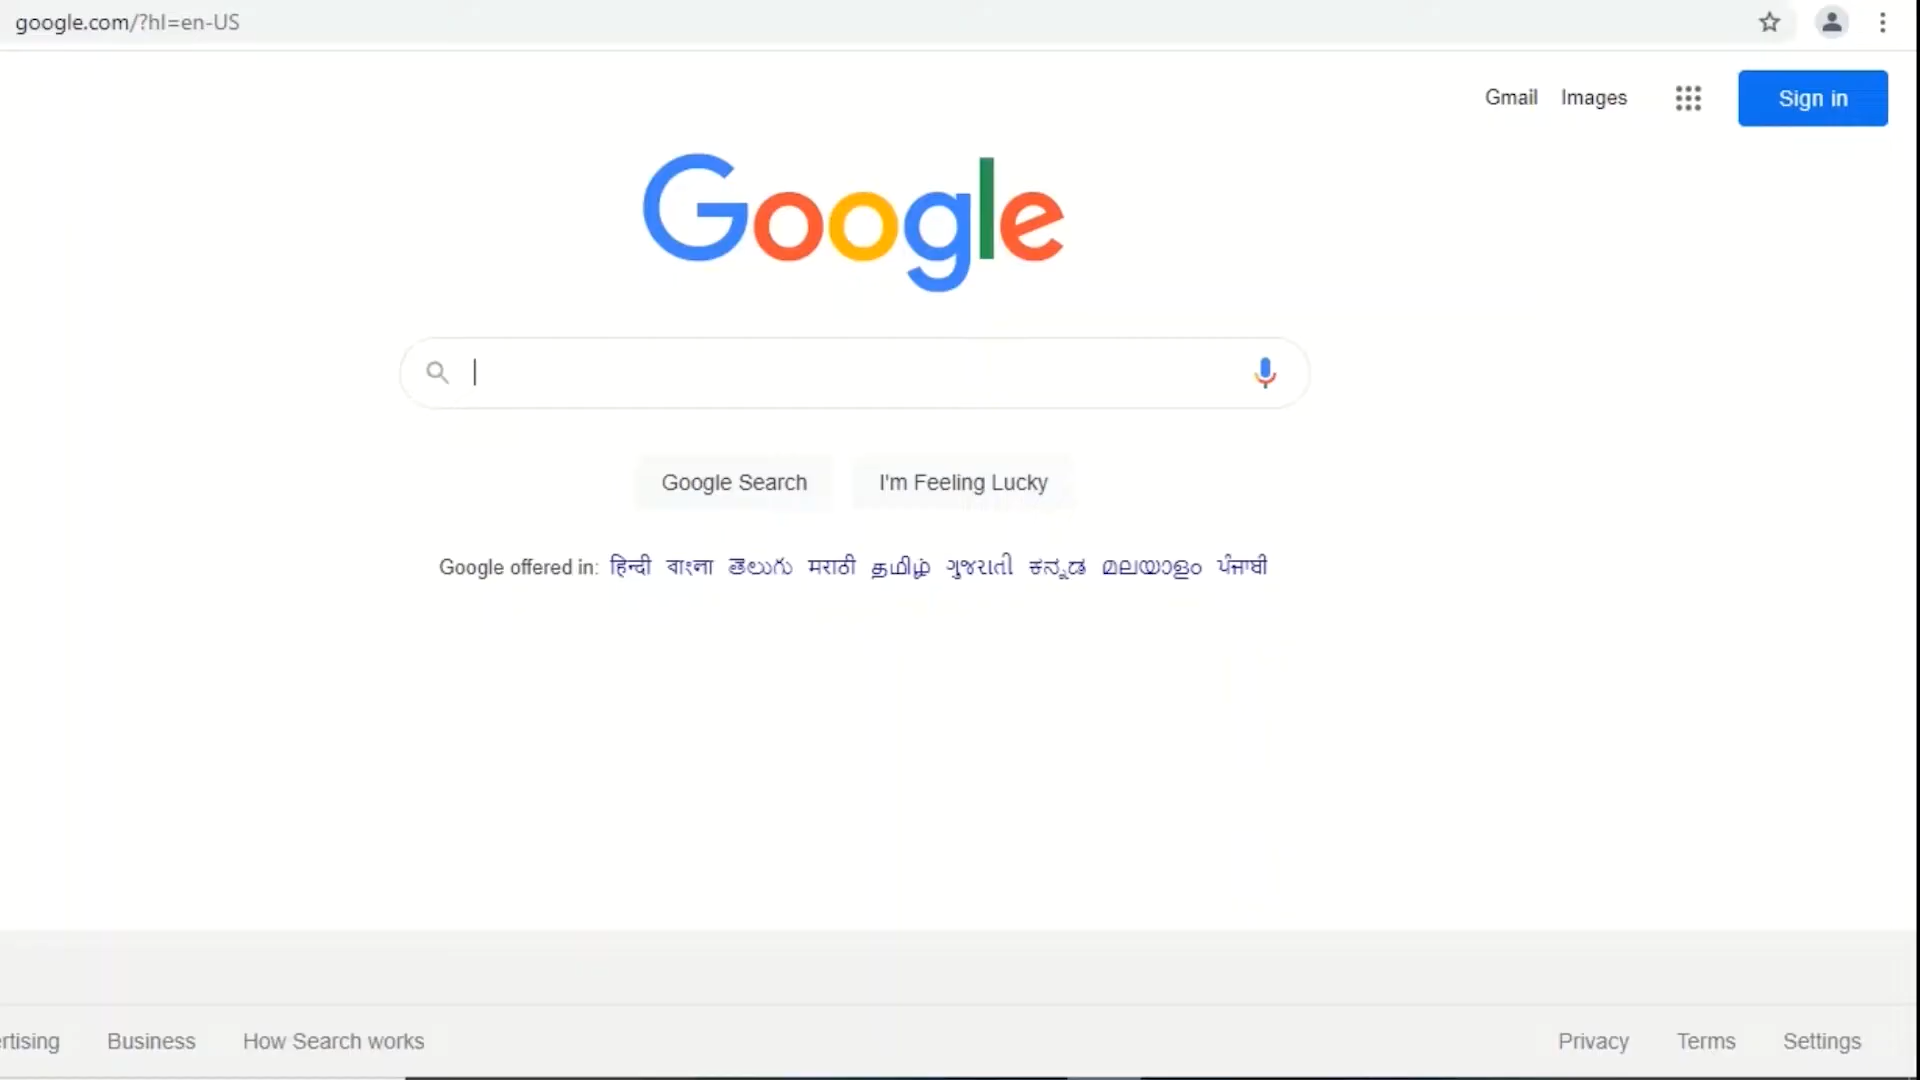 google.com/?hl=en-US
Gmail Images Sign in
Google
Google Search I'm Feeling Lucky
Google offered in: हिन्दी বাংলা తెలుగు मराठी தமிழ் ગુજરાતી ಕನ್ನಡ മലയാളം ਪੰਜਾਬੀ
rtising Business How Search works Privacy Terms Settings